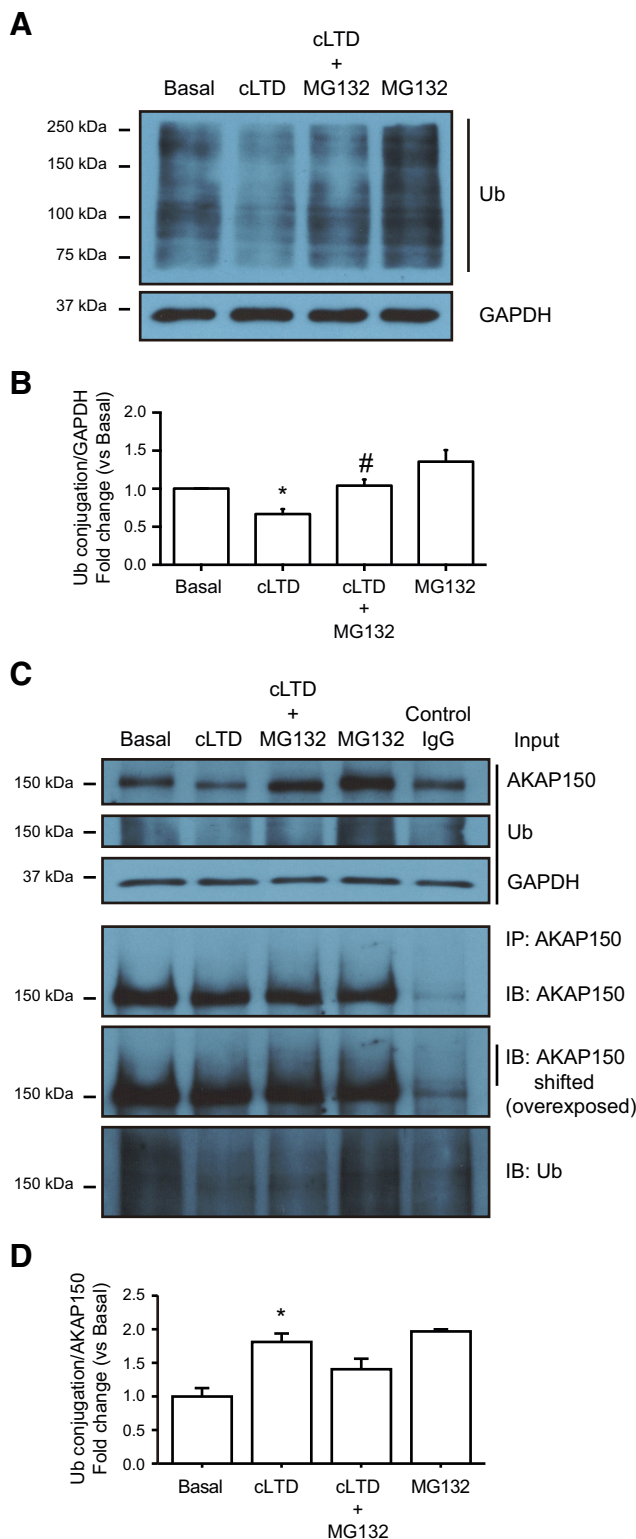 A
cLTD
+
Basal cLTD MG132 MG132
250 kDa
150 kDa
100 kDa
75 kDa
Ub
37 kDa
GAPDH
B
Ub conjugation/GAPDH
Fold change (vs Basal)
2.0
1.5
1.0
0.5
0.0
*
#
Basal cLTD cLTD MG132
+
MG132
C
cLTD
+ Control
Basal cLTD MG132 MG132 IgG Input
150 kDa AKAP150
150 kDa Ub
37 kDa GAPDH
IP: AKAP150
150 kDa IB: AKAP150
IB: AKAP150
shifted
150 kDa (overexposed)
IB: Ub
150 kDa
D
Ub conjugation/AKAP150
Fold change (vs Basal)
2.5
2.0
1.5
1.0
0.5
0.0
*
Basal cLTD cLTD MG132
+
MG132